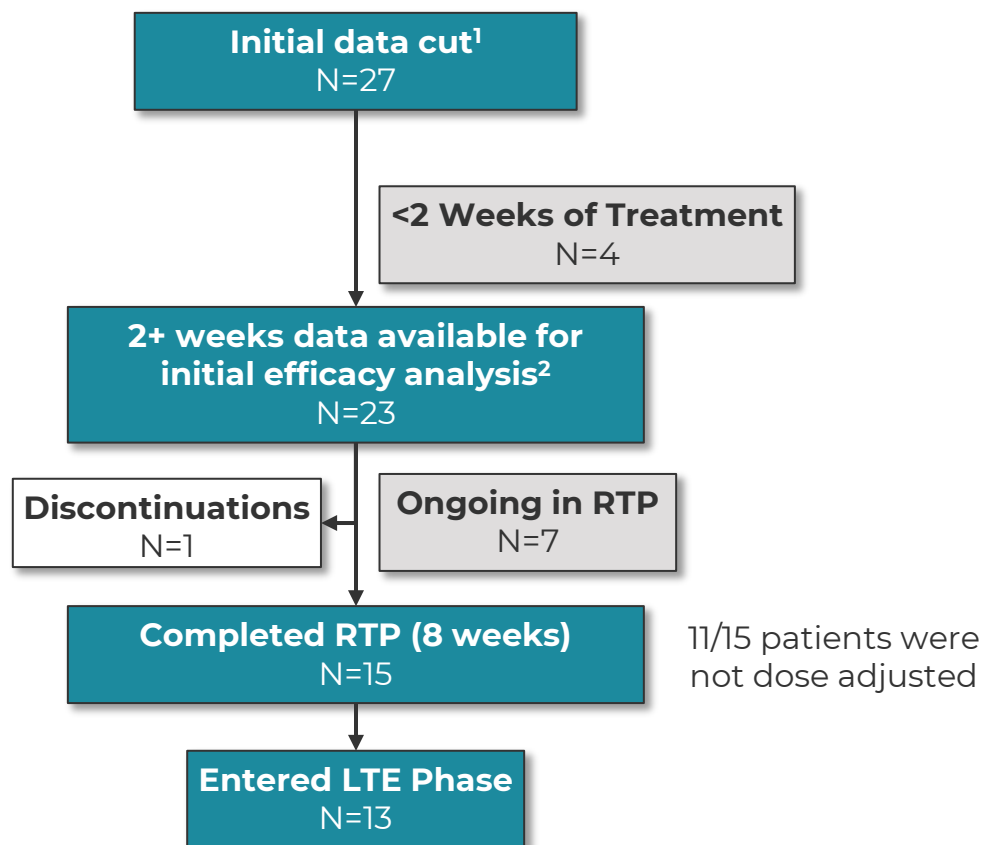 Initial data cut¹
N=27
<2 Weeks of Treatment
N=4
2+ weeks data available for
initial efficacy analysis²
N=23
Discontinuations
N=1
Ongoing in RTP
N=7
Completed RTP (8 weeks)
N=15
11/15 patients were
not dose adjusted
Entered LTE Phase
N=13